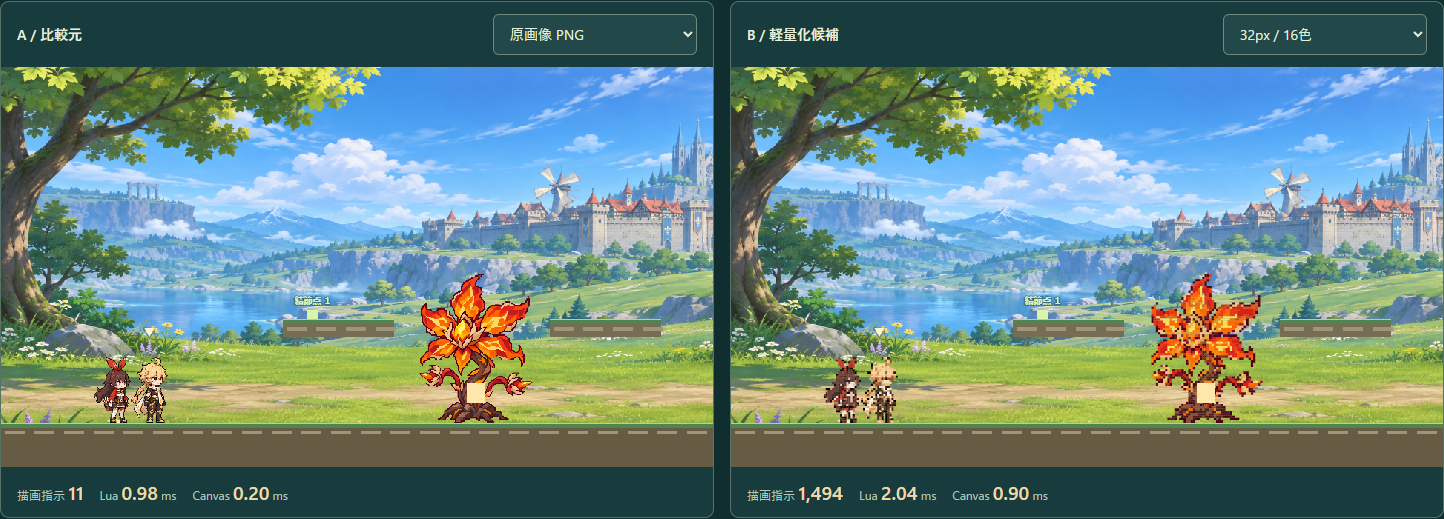 A / 比較元
原画像 PNG
描画指示 11 Lua 0.98 ms Canvas 0.20 ms
B / 軽量化候補
32px / 16色
描画指示 1,494 Lua 2.04 ms Canvas 0.90 ms